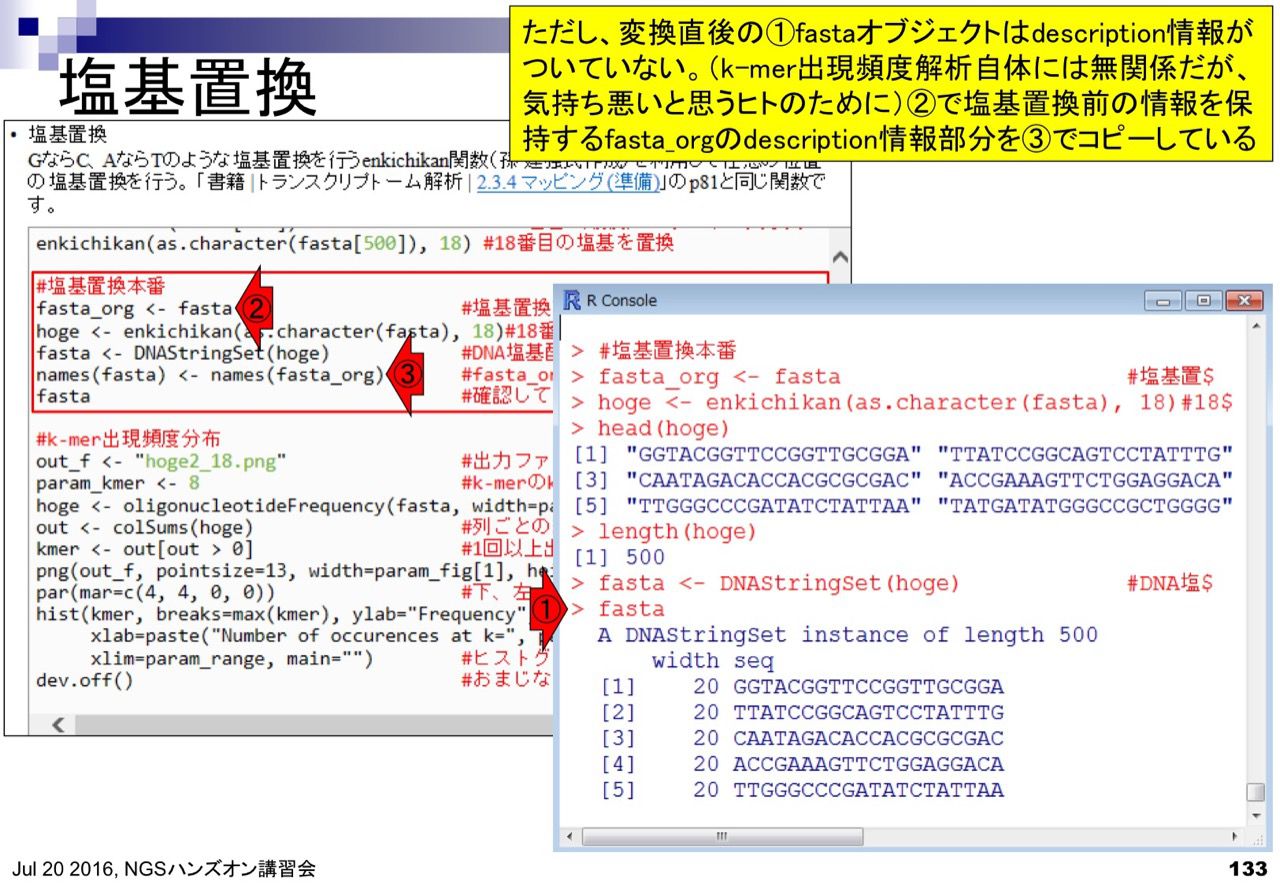 塩基置換
ただし、変換直後の①fastaオブジェクトはdescription情報が
ついていない。(k-mer出現頻度解析自体には無関係だが、
気持ち悪いと思うヒトのために)②で塩基置換前の情報を保
持するfasta_orgのdescription情報部分を③でコピーしている
• 塩基置換
GならC、AならTのような塩基置換を行うenkichikan関数(孫
の塩基置換を行う。「書籍 |トランスクリプトーム解析 | 2.3.4 マッピング(準備)」のp81と同じ関数で
す。
enkichikan(as.character(fasta[500]), 18) #18番目の塩基を置換
#塩基置換本番
fasta_org <- fasta ② #塩基置換
hoge <- enkichikan(as.character(fasta), 18)#18番
fasta <- DNAStringSet(hoge) #DNA塩基
names(fasta) <- names(fasta_org) ③ #fasta_o
fasta #確認して
#k-mer出現頻度分布
out_f <- "hoge2_18.png" #出力ファ
param_kmer <- 8 #k-merの
hoge <- oligonucleotideFrequency(fasta, width=p
out <- colSums(hoge) #列ごとの
kmer <- out[out > 0] #1回以上
png(out_f, pointsize=13, width=param_fig[1], he
par(mar=c(4, 4, 0, 0)) #下、左
hist(kmer, breaks=max(kmer), ylab="Frequency"
xlab=paste("Number of occurences at k=",
xlim=param_range, main="") #ヒストグ
dev.off() #おまじな
R Console
> #塩基置換本番
> fasta_org <- fasta #塩基置$
> hoge <- enkichikan(as.character(fasta), 18)#18$
> head(hoge)
[1] "GGTACGGTTCCGGTTGCGGA" "TTATCCGGCAGTCCTATTTG"
[3] "CAATAGACACCACGCGCGAC" "ACCGAAAGTTCTGGAGGACA"
[5] "TTGGGCCCGATATCTATTAA" "TATGATATGGGCCGCTGGGG"
> length(hoge)
[1] 500
> fasta <- DNAStringSet(hoge) #DNA塩$
① > fasta
A DNAStringSet instance of length 500
width seq
[1] 20 GGTACGGTTCCGGTTGCGGA
[2] 20 TTATCCGGCAGTCCTATTTG
[3] 20 CAATAGACACCACGCGCGAC
[4] 20 ACCGAAAGTTCTGGAGGACA
[5] 20 TTGGGCCCGATATCTATTAA
Jul 20 2016, NGSハンズオン講習会
133